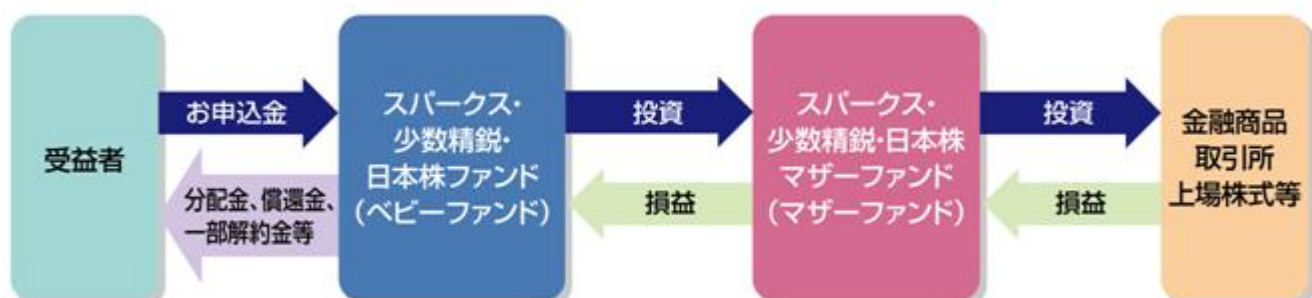 受益者
お申込金
分配金、償還金、
一部解約金等
スパークス・
少数精鋭・
日本株ファンド
(ベビーファンド)
投資
損益
スパークス・
少数精鋭・日本株
マザーファンド
(マザーファンド)
投資
損益
金融商品
取引所
上場株式等